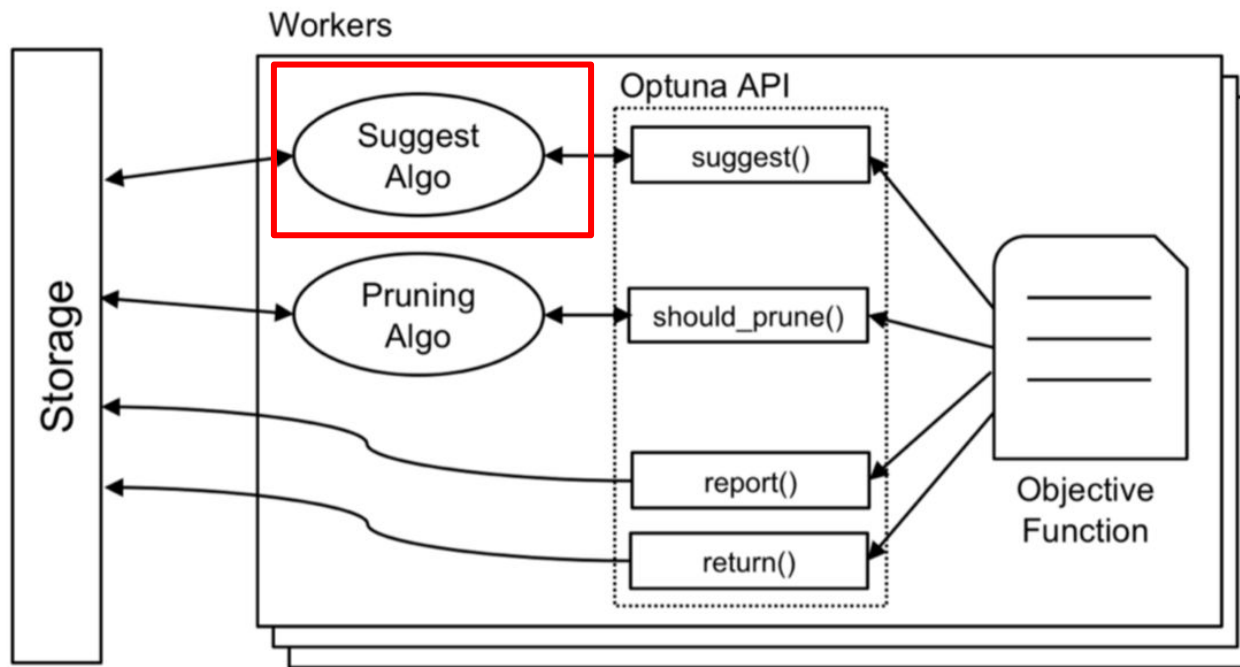 Workers
Optuna API
Suggest
Algo
suggest()
Pruning
Algo
should_prune()
Storage
report()
return()
Objective
Function